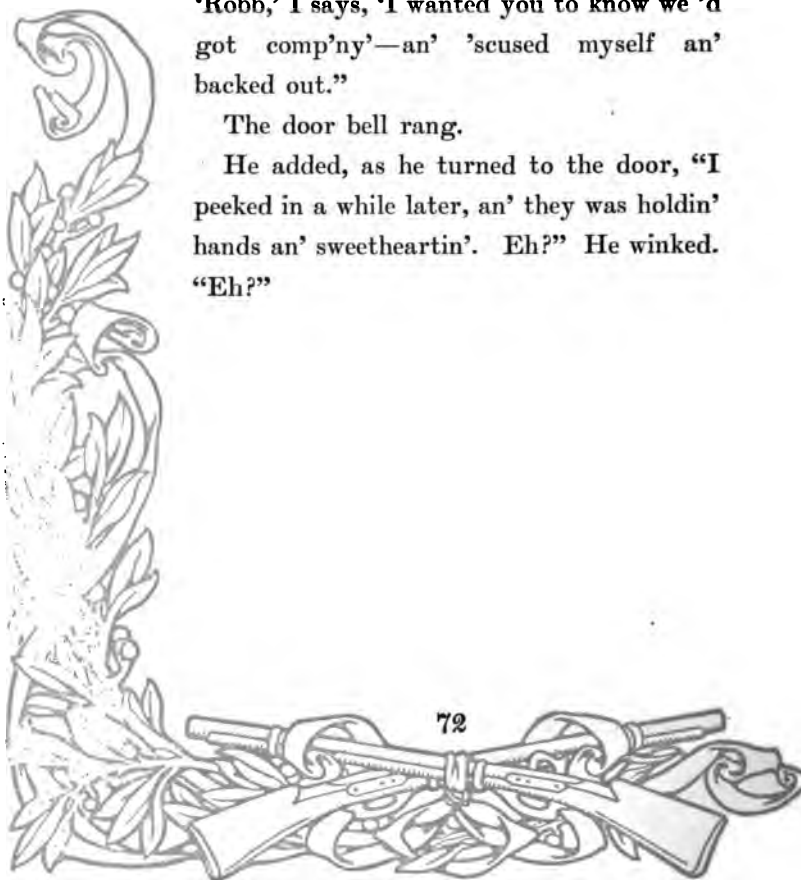 ‘Robb,’ I says, ‘I wanted you to know we ’d
got comp’ny’—an’ ’scused myself an’
backed out.”
The door bell rang.
He added, as he turned to the door, “I
peeked in a while later, an’ they was holdin’
hands an’ sweetheartin’. Eh?” He winked.
“Eh?”
72